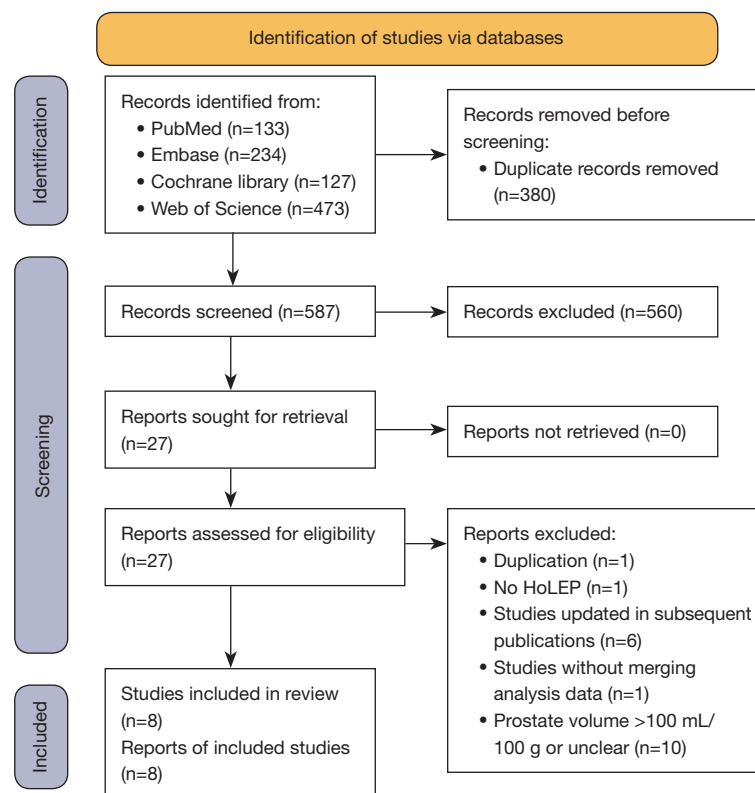 Identification of studies via databases
Identification
Records identified from:
• PubMed (n=133)
• Embase (n=234)
• Cochrane library (n=127)
• Web of Science (n=473)
Records removed before
screening:
• Duplicate records removed
(n=380)
Screening
Records screened (n=587)
Records excluded (n=560)
Reports sought for retrieval
(n=27)
Reports not retrieved (n=0)
Reports assessed for eligibility
(n=27)
Reports excluded:
• Duplication (n=1)
• No HoLEP (n=1)
• Studies updated in subsequent
publications (n=6)
• Studies without merging
analysis data (n=1)
• Prostate volume >100 mL/
100 g or unclear (n=10)
Included
Studies included in review
(n=8)
Reports of included studies
(n=8)